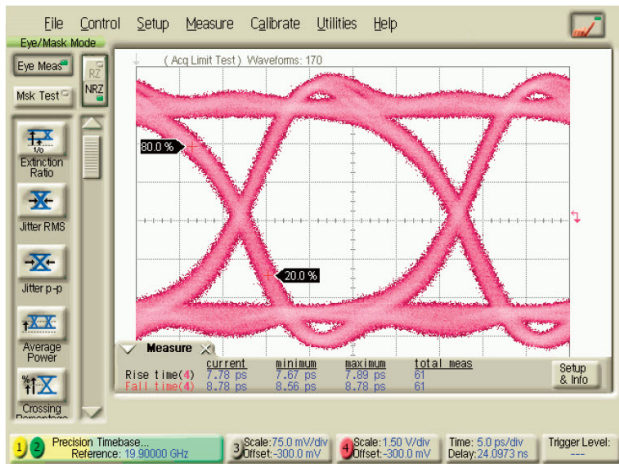 File Control Setup Measure Calibrate Utilities Help
Eye/Mask Mode
Eye Meas
RZ
NRZ
Msk Test
(Acq Limit Test) Waveforms: 170
80.0 %
20.0 %
Extinction
Ratio
Jitter RMS
Jitter p-p
Average
Power
Crossing
Measure
current minimum maximum total meas
Rise time(4) 7.78 ps 7.67 ps 7.89 ps 61
Fall time(4) 8.78 ps 8.56 ps 8.78 ps 61
Setup
& Info
1 2 Precision Timebase...
Reference: 19.90000 GHz
3 Scale:75.0 mV/div
Offset:-300.0 mV
4 Scale:1.50 V/div
Offset:-300.0 mV
Time: 5.0 ps/div
Delay:24.0973 ns
Trigger Level:
---